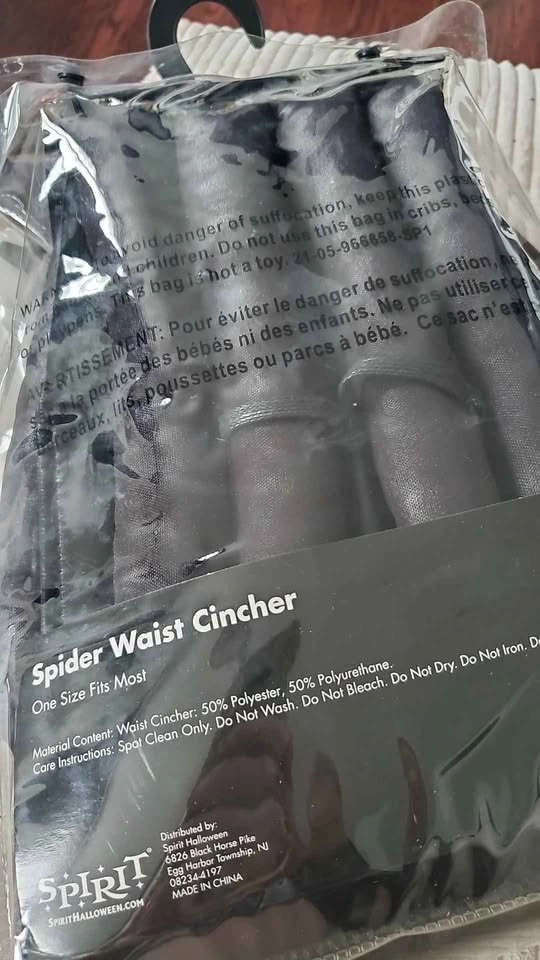 void danger of suffocation, keep this
children. Do not use this bag in cribs,
This bag is not a toy. 21-05-966658-SP1
AVERTISSEMENT: Pour éviter le danger de suffocation,
la portée des bébés ni des enfants. Ne pas utiliser ce
berceaux, lits, poussettes ou parcs à bébé. Ce sac n'est
Spider Waist Cincher
One Size Fits Most
Material Content: Waist Cincher: 50% Polyester, 50% Polyurethane.
Care Instructions: Spot Clean Only. Do Not Wash. Do Not Bleach. Do Not Dry. Do Not Iron.
Distributed by:
Spirit Halloween
6826 Black Horse Pike
Egg Harbor Township, NJ
08234-4197
MADE IN CHINA
SPIRIT®
SPIRITHALLOWEEN.COM